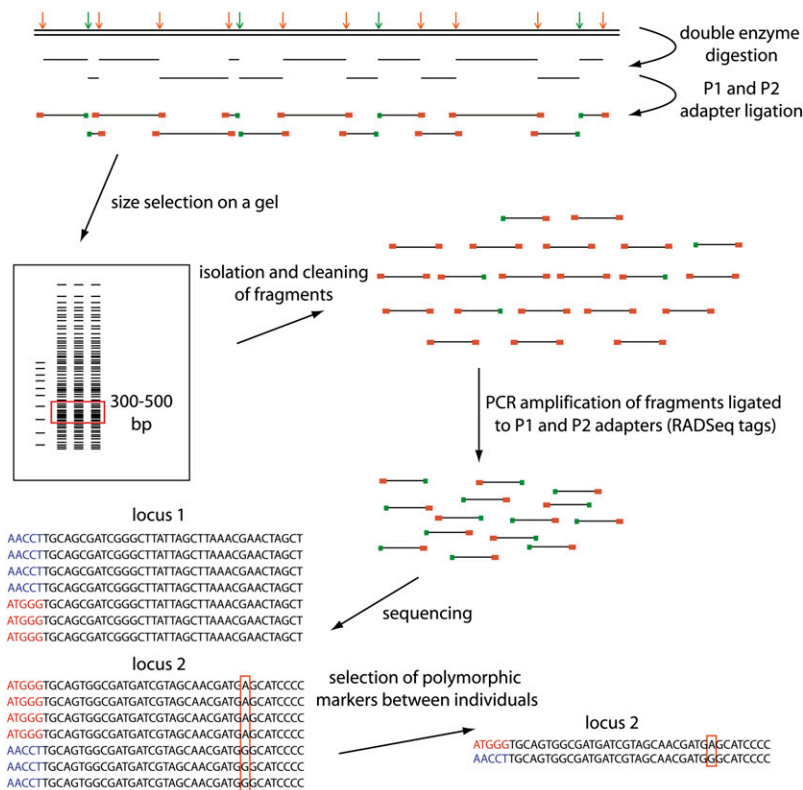 double enzyme
digestion
P1 and P2
adapter ligation
size selection on a gel
isolation and cleaning
of fragments
300-500
bp
PCR amplification of fragments ligated
to P1 and P2 adapters (RADSeq tags)
locus 1
AACCTTGCAGCGATCGGGCTTATTAGCTTAAACGAACTAGCT
AACCTTGCAGCGATCGGGCTTATTAGCTTAAACGAACTAGCT
AACCTTGCAGCGATCGGGCTTATTAGCTTAAACGAACTAGCT
AACCTTGCAGCGATCGGGCTTATTAGCTTAAACGAACTAGCT
ATGGGTGCAGCGATCGGGCTTATTAGCTTAAACGAACTAGCT
ATGGGTGCAGCGATCGGGCTTATTAGCTTAAACGAACTAGCT
ATGGGTGCAGCGATCGGGCTTATTAGCTTAAACGAACTAGCT
sequencing
locus 2
ATGGGTGCAGTGGCGATGATCGTAGCAACGATGAGCATCCCC
ATGGGTGCAGTGGCGATGATCGTAGCAACGATGAGCATCCCC
ATGGGTGCAGTGGCGATGATCGTAGCAACGATGAGCATCCCC
ATGGGTGCAGTGGCGATGATCGTAGCAACGATGAGCATCCCC
AACCTTGCAGTGGCGATGATCGTAGCAACGATGGGCATCCCC
AACCTTGCAGTGGCGATGATCGTAGCAACGATGGGCATCCCC
AACCTTGCAGTGGCGATGATCGTAGCAACGATGGGCATCCCC
selection of polymorphic
markers between individuals
locus 2
ATGGGTGCAGTGGCGATGATCGTAGCAACGATGAGCATCCCC
AACCTTGCAGTGGCGATGATCGTAGCAACGATGGGCATCCCC